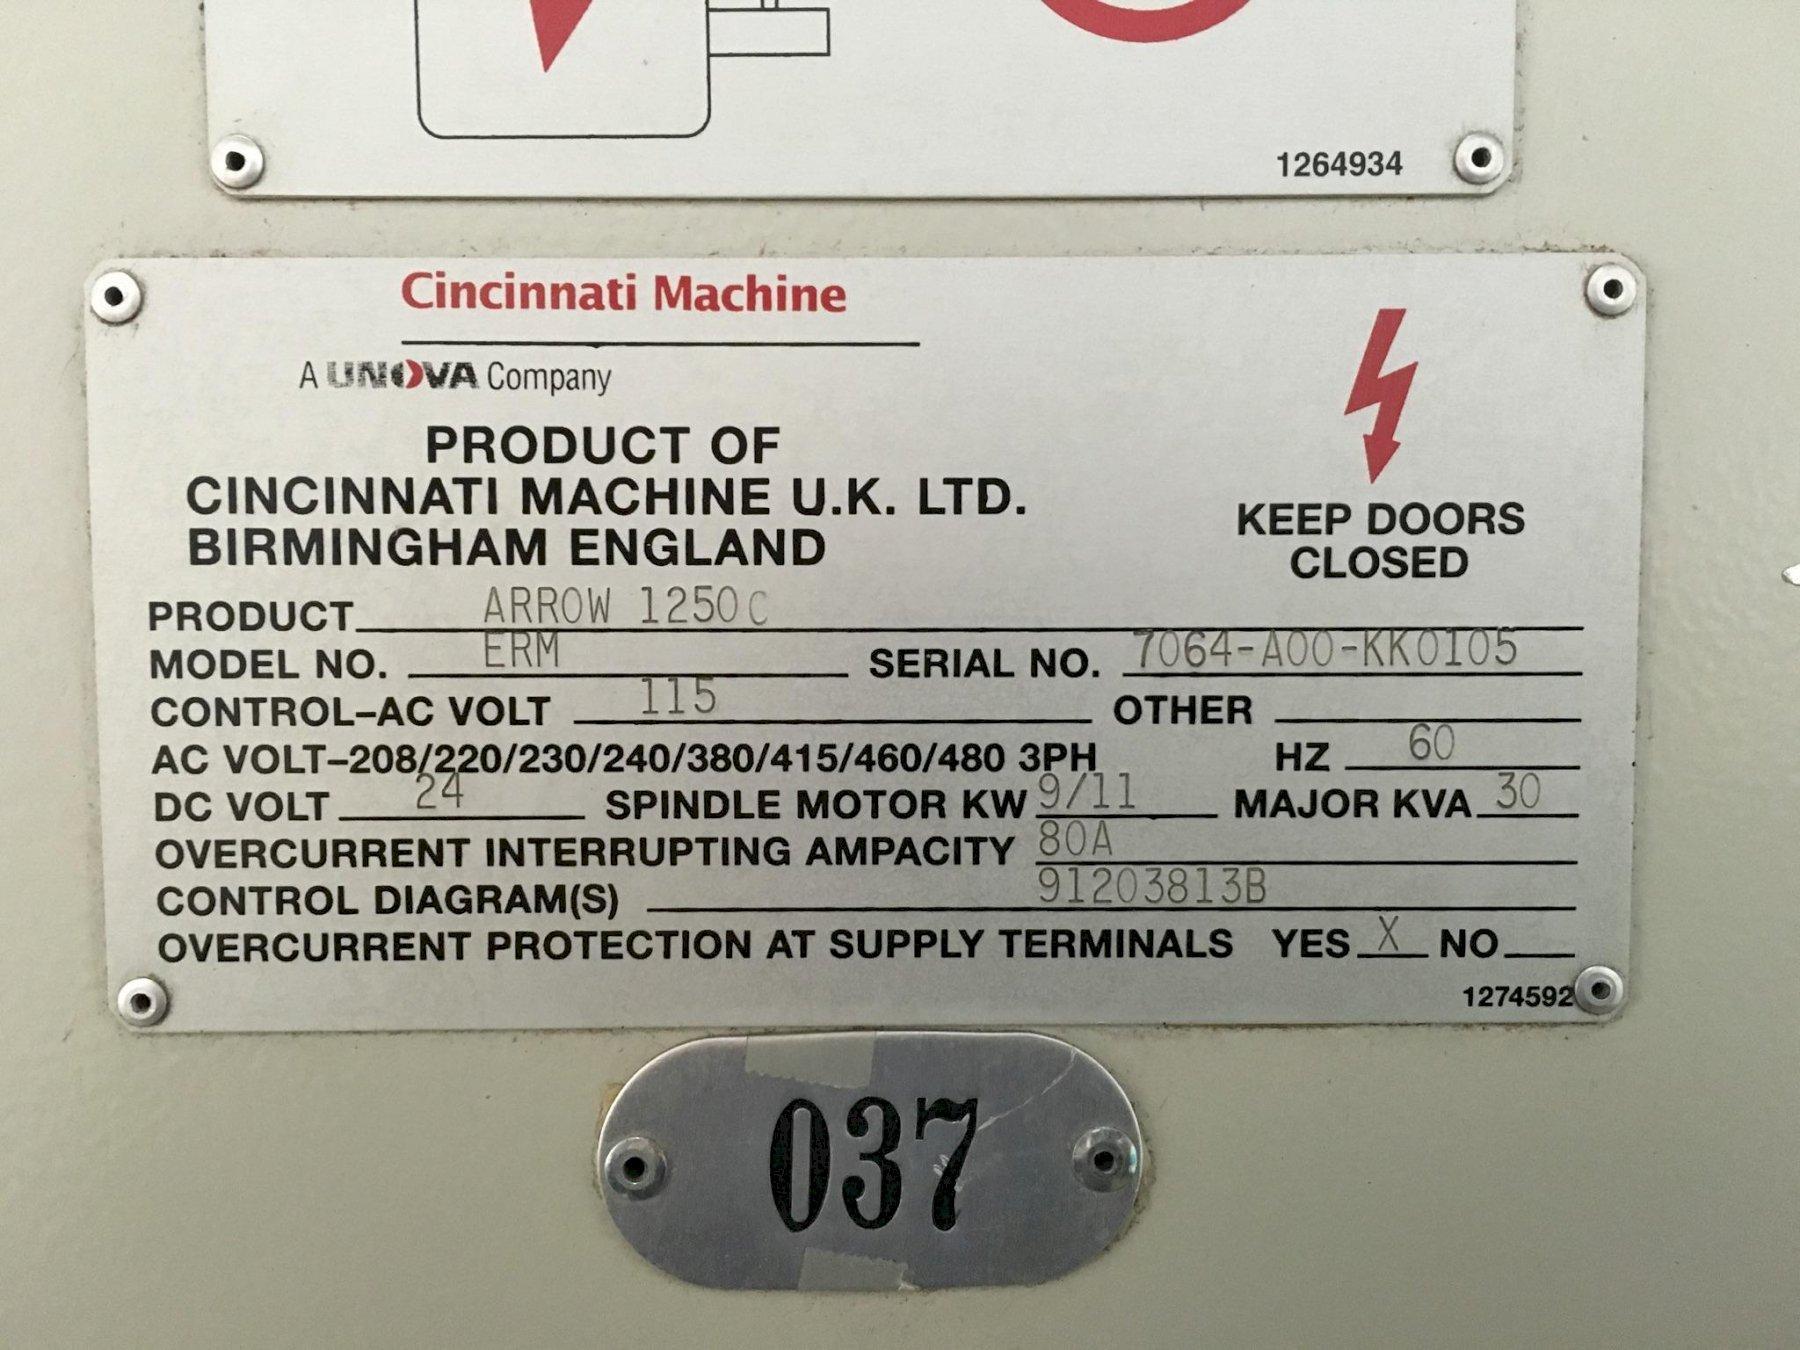 1264934
Cincinnati Machine
A UNOVA Company
PRODUCT OF
CINCINNATI MACHINE U.K. LTD.
BIRMINGHAM ENGLAND
KEEP DOORS
CLOSED
PRODUCT ARROW 1250C
MODEL NO. ERM SERIAL NO. 7064-A00-KK0105
CONTROL-AC VOLT 115 OTHER
AC VOLT-208/220/230/240/380/415/460/480 3PH HZ 60
DC VOLT 24 SPINDLE MOTOR KW 9/11 MAJOR KVA 30
OVERCURRENT INTERRUPTING AMPACITY 80A
CONTROL DIAGRAM(S) 91203813B
OVERCURRENT PROTECTION AT SUPPLY TERMINALS YES X NO
1274592
037